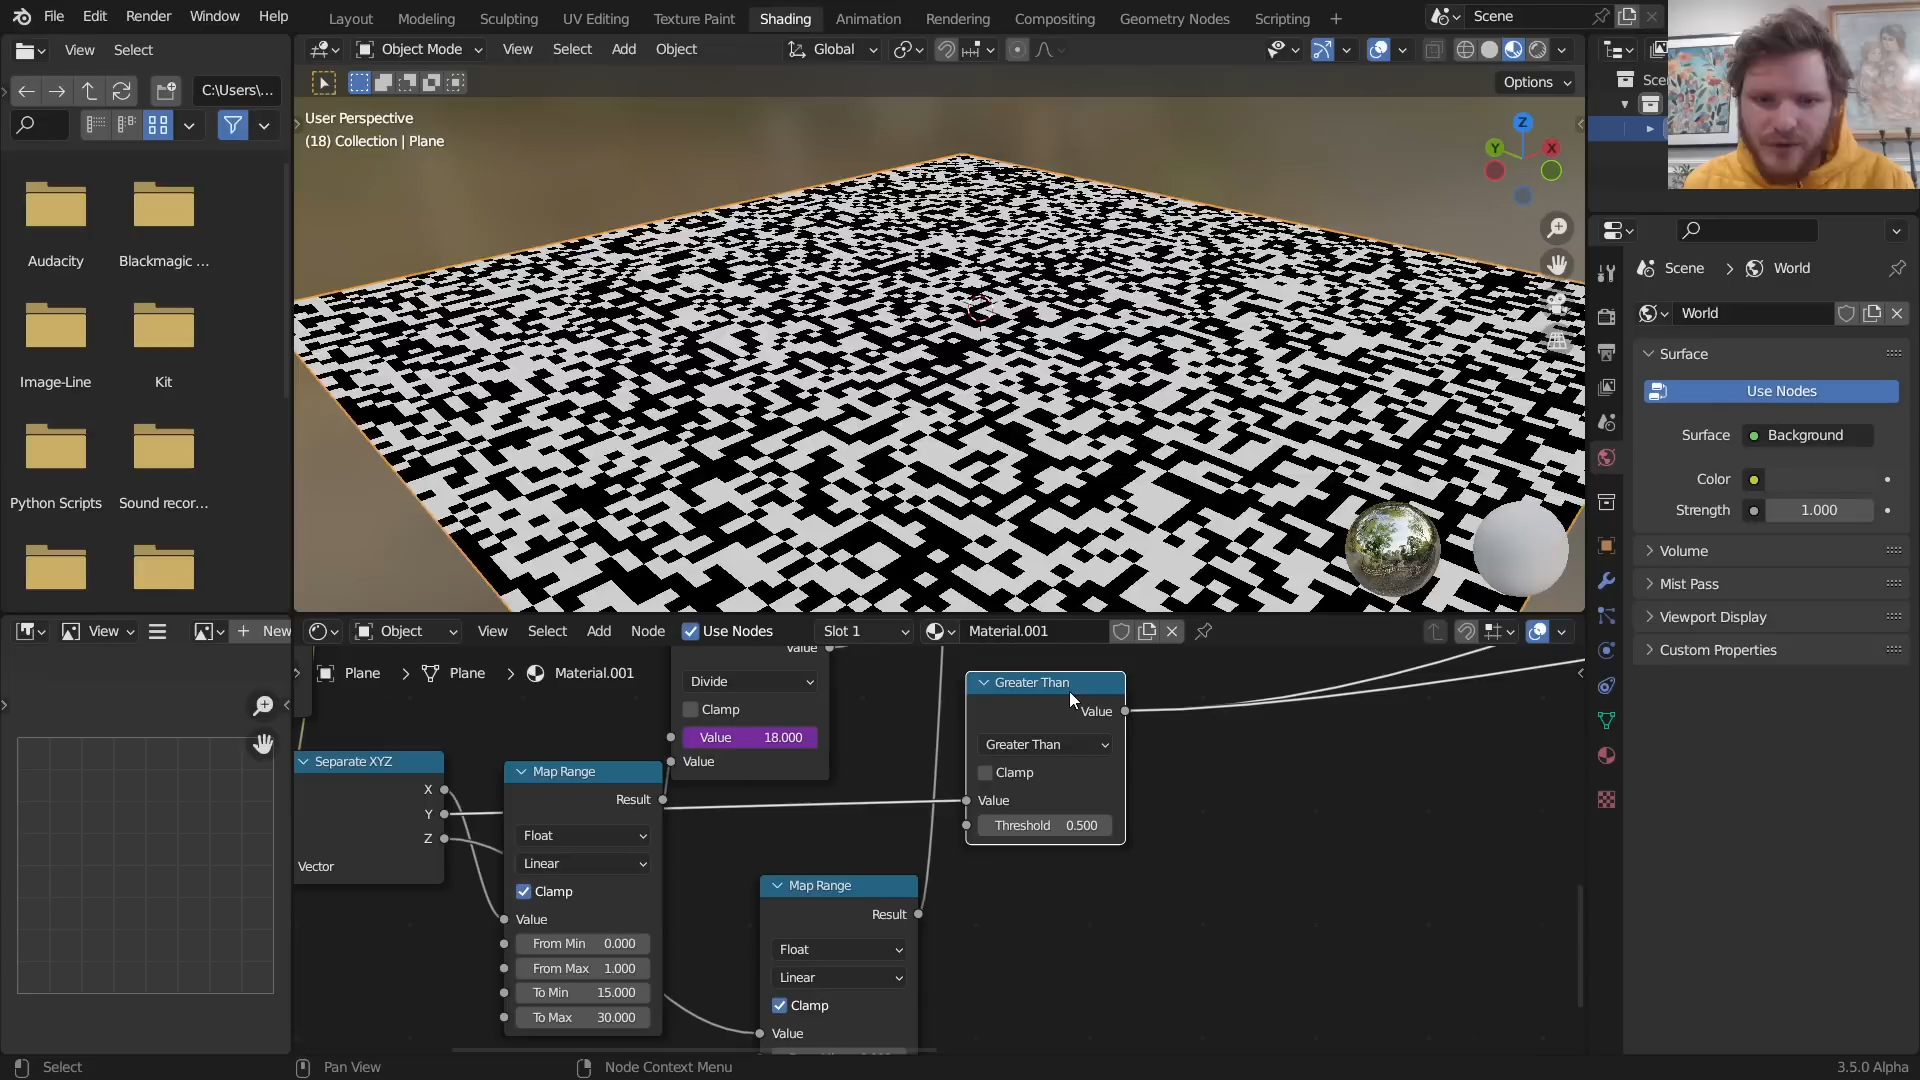 File Edit Render Window Help
Layout Modeling Sculpting UV Editing Texture Paint Shading Animation Rendering Compositing Geometry Nodes Scripting +
Scene
View Select
Object Mode View Select Add Object Global
C:\Users\...
Options
User Perspective
(18) Collection | Plane
Z
Y
X
Audacity
Blackmagic ...
Image-Line
Kit
Python Scripts
Sound recor...
Scene > World
World
Surface
Use Nodes
Surface Background
Color
Strength 1.000
Volume
Mist Pass
Viewport Display
Custom Properties
View
New
Object View Select Add Node Use Nodes Slot 1 Material.001
Plane > Plane > Material.001
Value
Divide
Clamp
Value 18.000
Value
Separate XYZ
X
Y
Z
Vector
Map Range
Result
Float
Linear
Clamp
Value
From Min 0.000
From Max 1.000
To Min 15.000
To Max 30.000
Map Range
Result
Float
Linear
Clamp
Value
Greater Than
Value
Greater Than
Clamp
Value
Threshold 0.500
Select
Pan View
Node Context Menu
3.5.0 Alpha